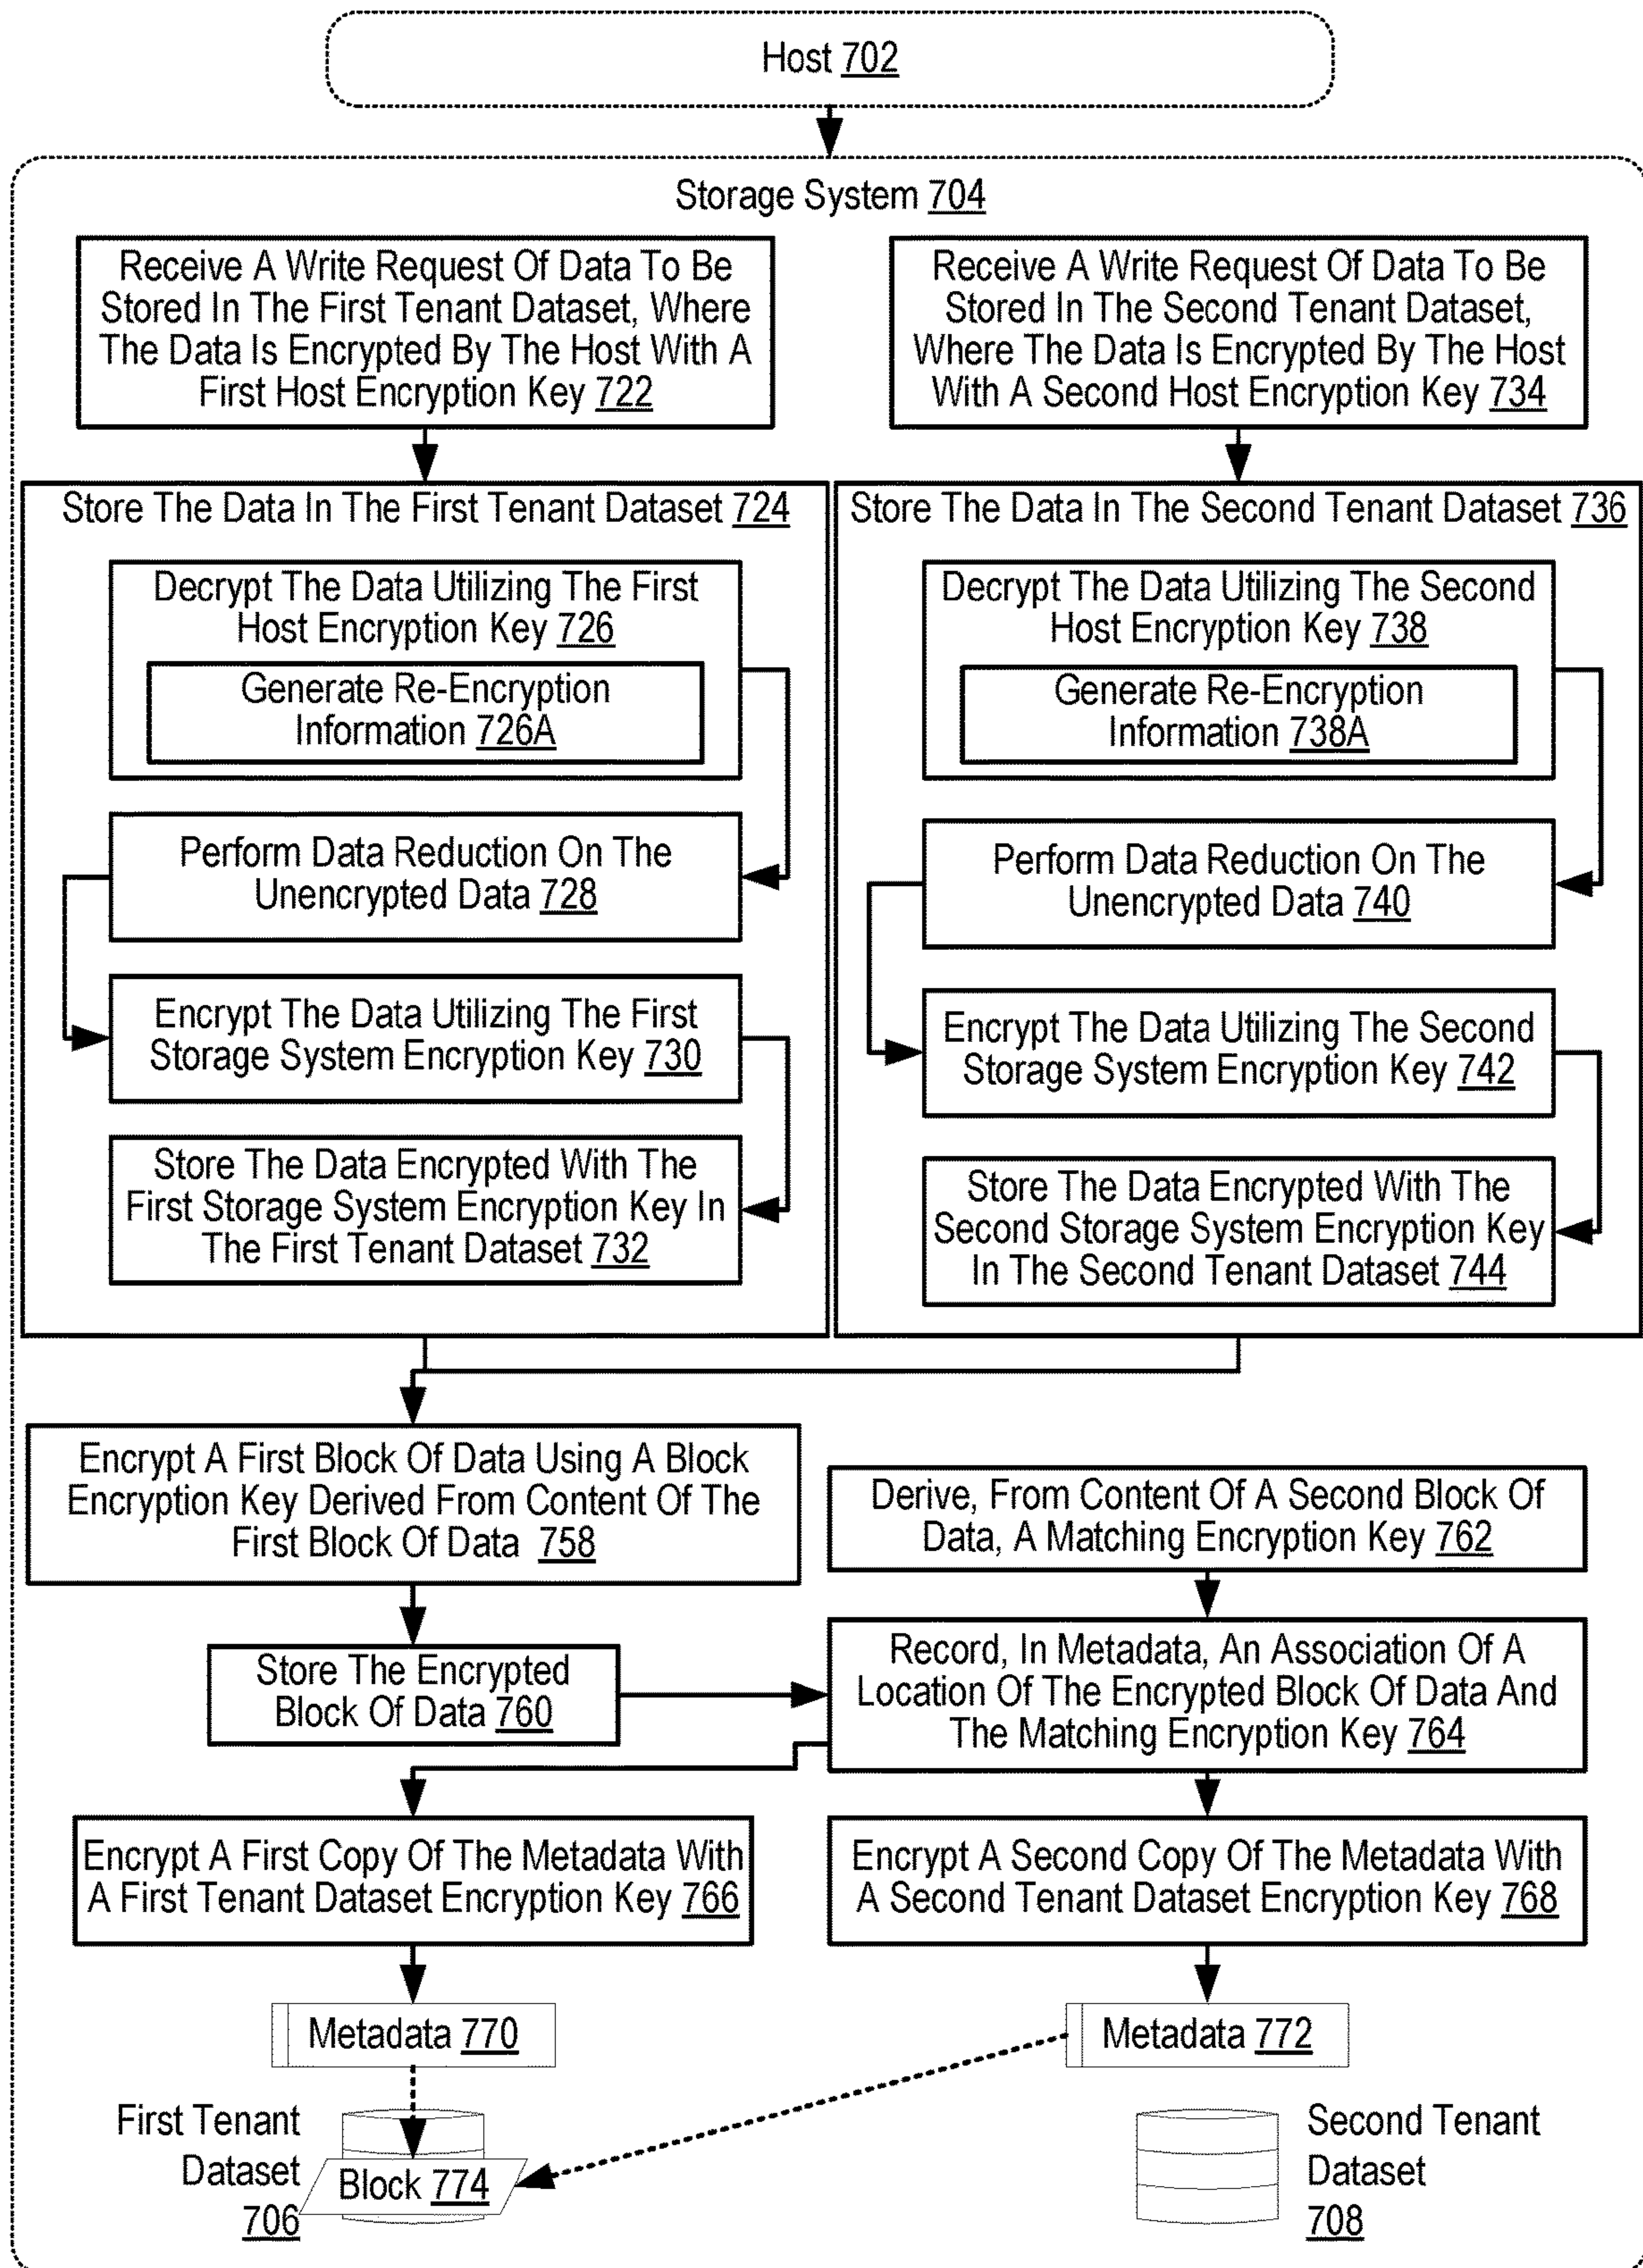 Host 702
Storage System 704
Receive A Write Request Of Data To Be
Stored In The First Tenant Dataset, Where
The Data Is Encrypted By The Host With A
First Host Encryption Key 722
Receive A Write Request Of Data To Be
Stored In The Second Tenant Dataset,
Where The Data Is Encrypted By The Host
With A Second Host Encryption Key 734
Store The Data In The First Tenant Dataset 724
Decrypt The Data Utilizing The First
Host Encryption Key 726
Generate Re-Encryption
Information 726A
Perform Data Reduction On The
Unencrypted Data 728
Encrypt The Data Utilizing The First
Storage System Encryption Key 730
Store The Data Encrypted With The
First Storage System Encryption Key In
The First Tenant Dataset 732
Store The Data In The Second Tenant Dataset 736
Decrypt The Data Utilizing The Second
Host Encryption Key 738
Generate Re-Encryption
Information 738A
Perform Data Reduction On The
Unencrypted Data 740
Encrypt The Data Utilizing The Second
Storage System Encryption Key 742
Store The Data Encrypted With The
Second Storage System Encryption Key
In The Second Tenant Dataset 744
Encrypt A First Block Of Data Using A Block
Encryption Key Derived From Content Of The
First Block Of Data 758
Derive, From Content Of A Second Block Of
Data, A Matching Encryption Key 762
Store The Encrypted
Block Of Data 760
Record, In Metadata, An Association Of A
Location Of The Encrypted Block Of Data And
The Matching Encryption Key 764
Encrypt A First Copy Of The Metadata With
A First Tenant Dataset Encryption Key 766
Encrypt A Second Copy Of The Metadata With
A Second Tenant Dataset Encryption Key 768
Metadata 770
Metadata 772
First Tenant
Dataset
706
Block 774
Second Tenant
Dataset
708